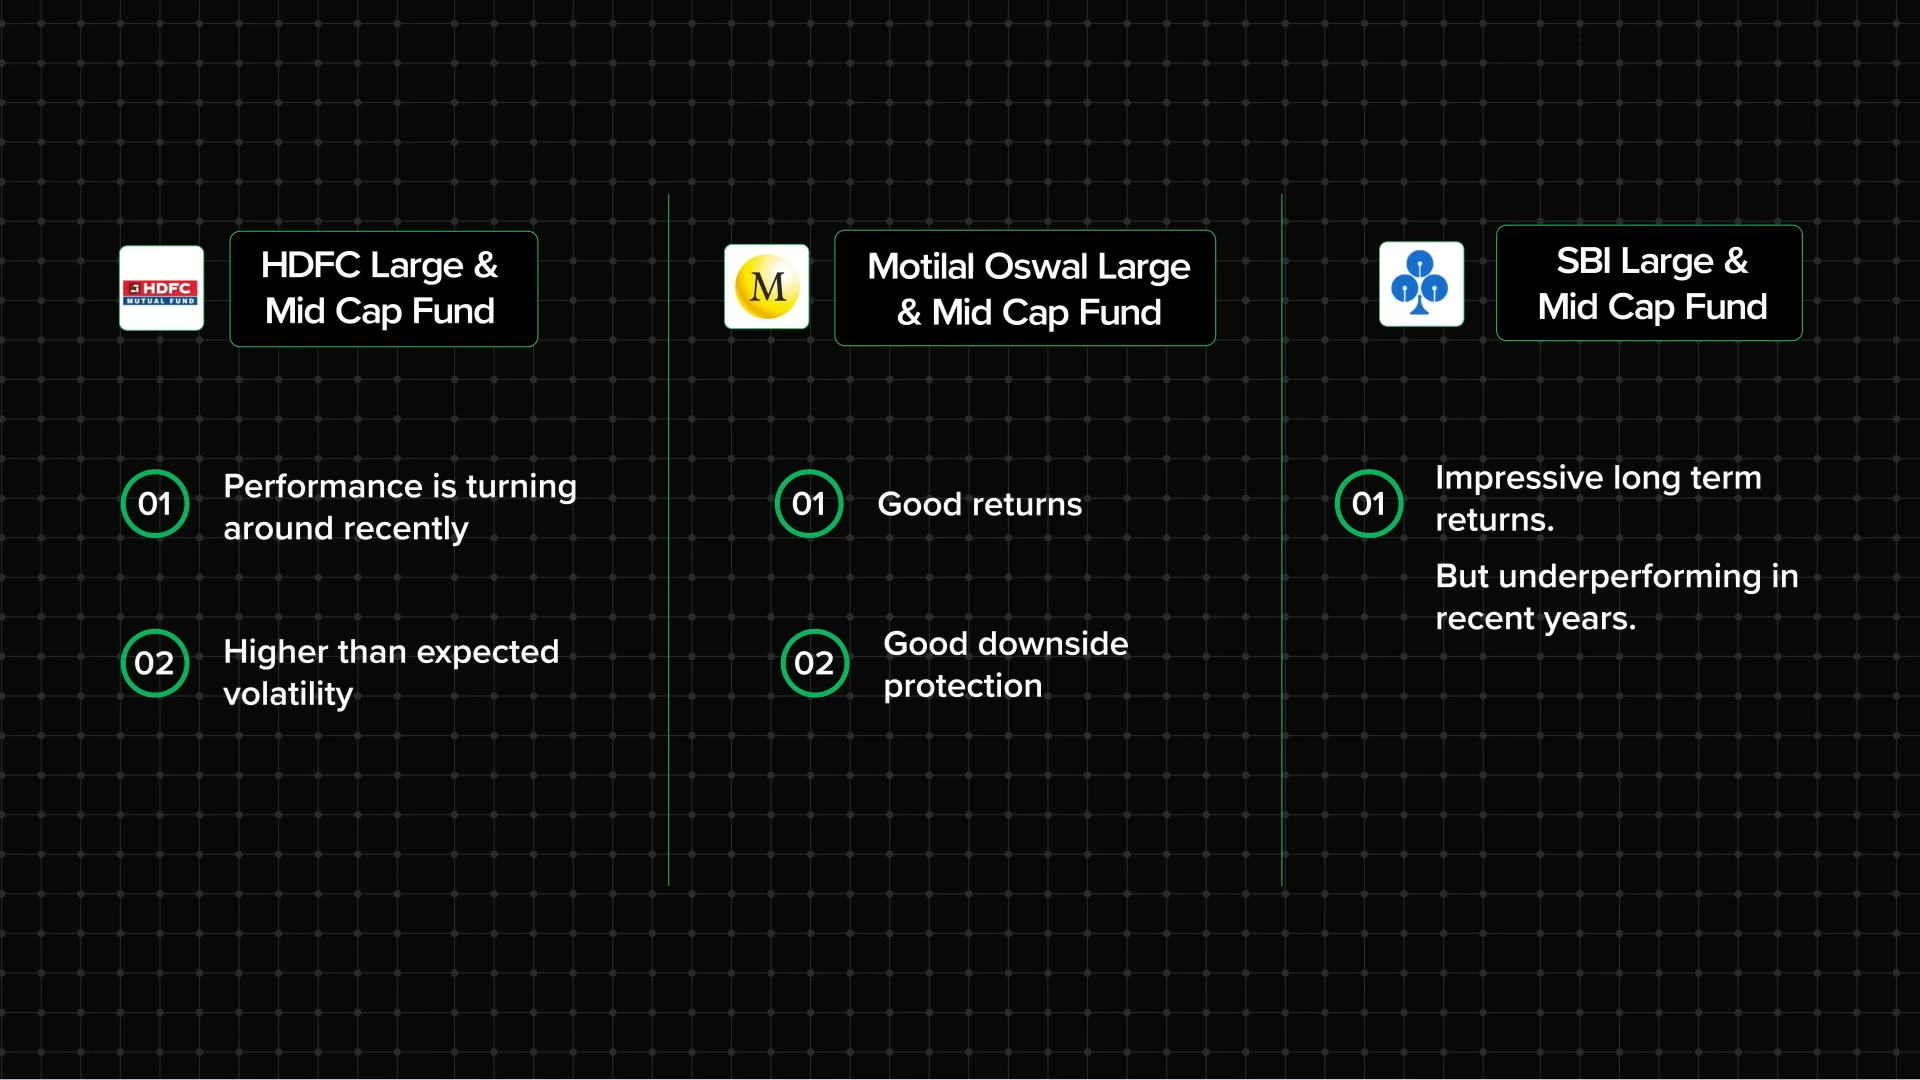 HDFC
MUTUAL FUND
HDFC Large &
Mid Cap Fund
01
Performance is turning
around recently
02
Higher than expected
volatility
M
Motilal Oswal Large
& Mid Cap Fund
01
Good returns
02
Good downside
protection
SBI Large &
Mid Cap Fund
01
Impressive long term
returns.
But underperforming in
recent years.